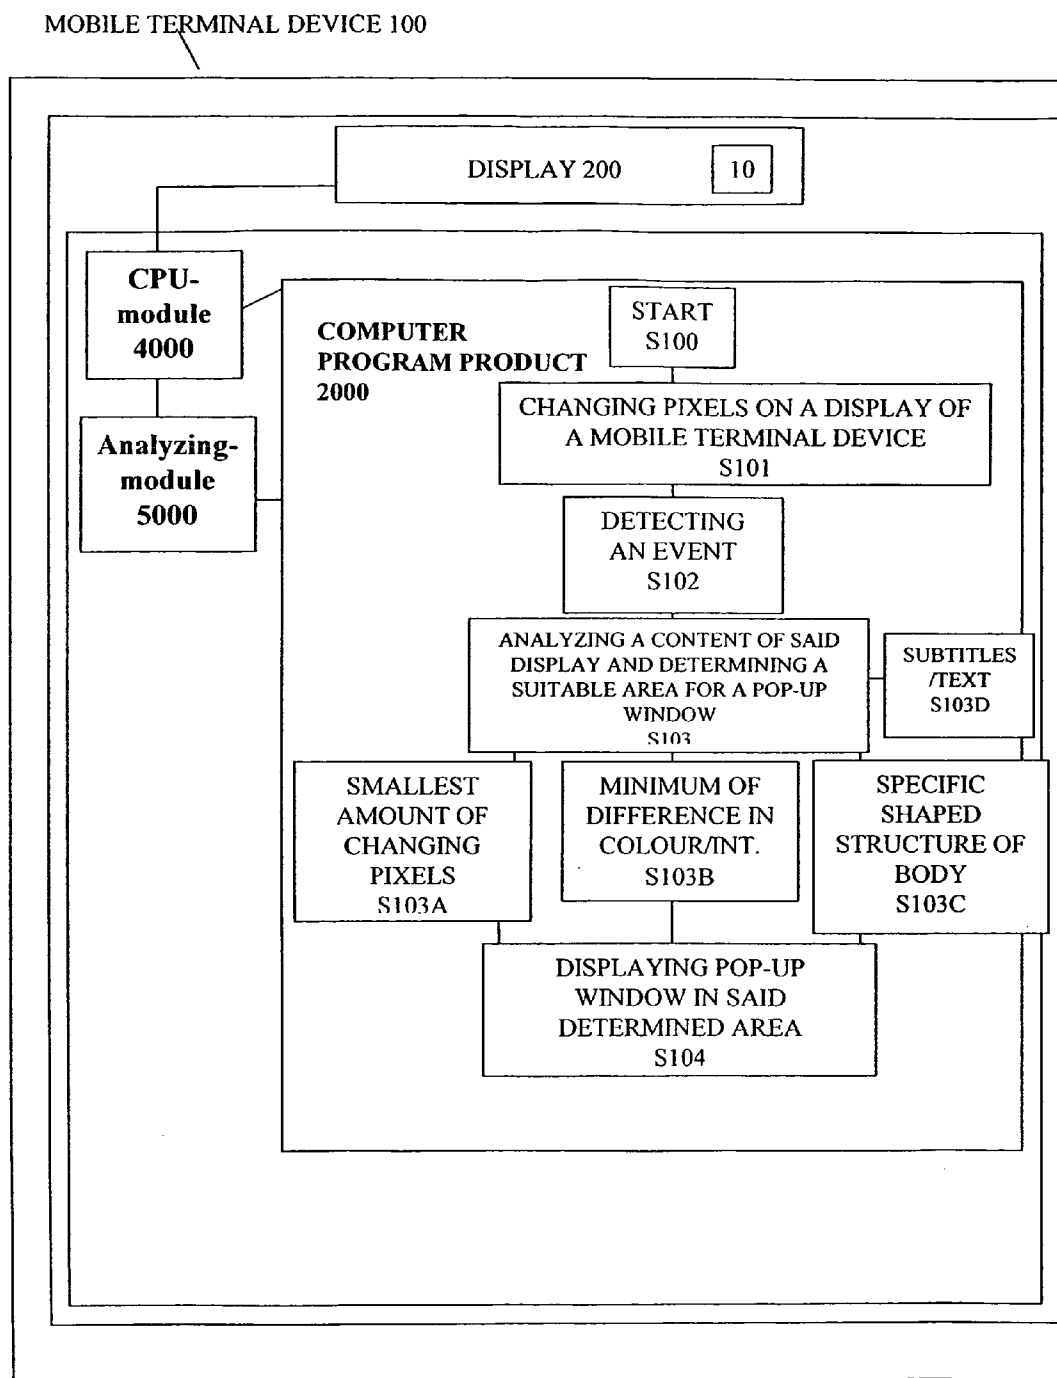 MOBILE TERMINAL DEVICE 100
DISPLAY 200
10
CPU-
module
4000
Analyzing-
module
5000
COMPUTER
PROGRAM PRODUCT
2000
START
S100
CHANGING PIXELS ON A DISPLAY OF
A MOBILE TERMINAL DEVICE
S101
DETECTING
AN EVENT
S102
ANALYZING A CONTENT OF SAID
DISPLAY AND DETERMINING A
SUITABLE AREA FOR A POP-UP
WINDOW
S103
SUBTITLES
/TEXT
S103D
SMALLEST
AMOUNT OF
CHANGING
PIXELS
S103A
MINIMUM OF
DIFFERENCE IN
COLOUR/INT.
S103B
SPECIFIC
SHAPED
STRUCTURE OF
BODY
S103C
DISPLAYING POP-UP
WINDOW IN SAID
DETERMINED AREA
S104